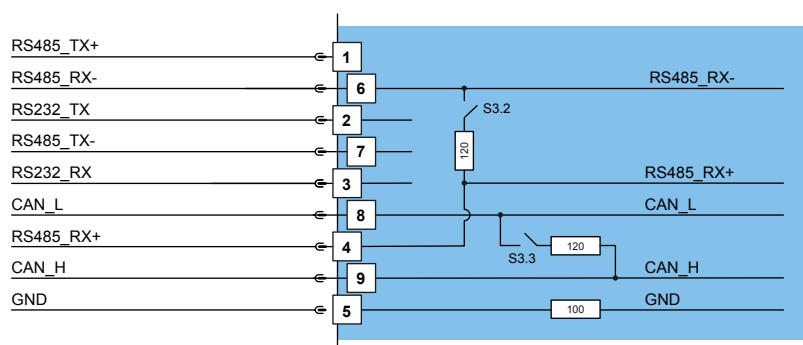 RS485_TX+
1
RS485_RX-
6
RS485_RX-
RS232_TX
2
S3.2
RS485_TX-
7
120
RS232_RX
3
RS485_RX+
CAN_L
8
CAN_L
RS485_RX+
4
S3.3
120
CAN_H
9
CAN_H
GND
5
100
GND